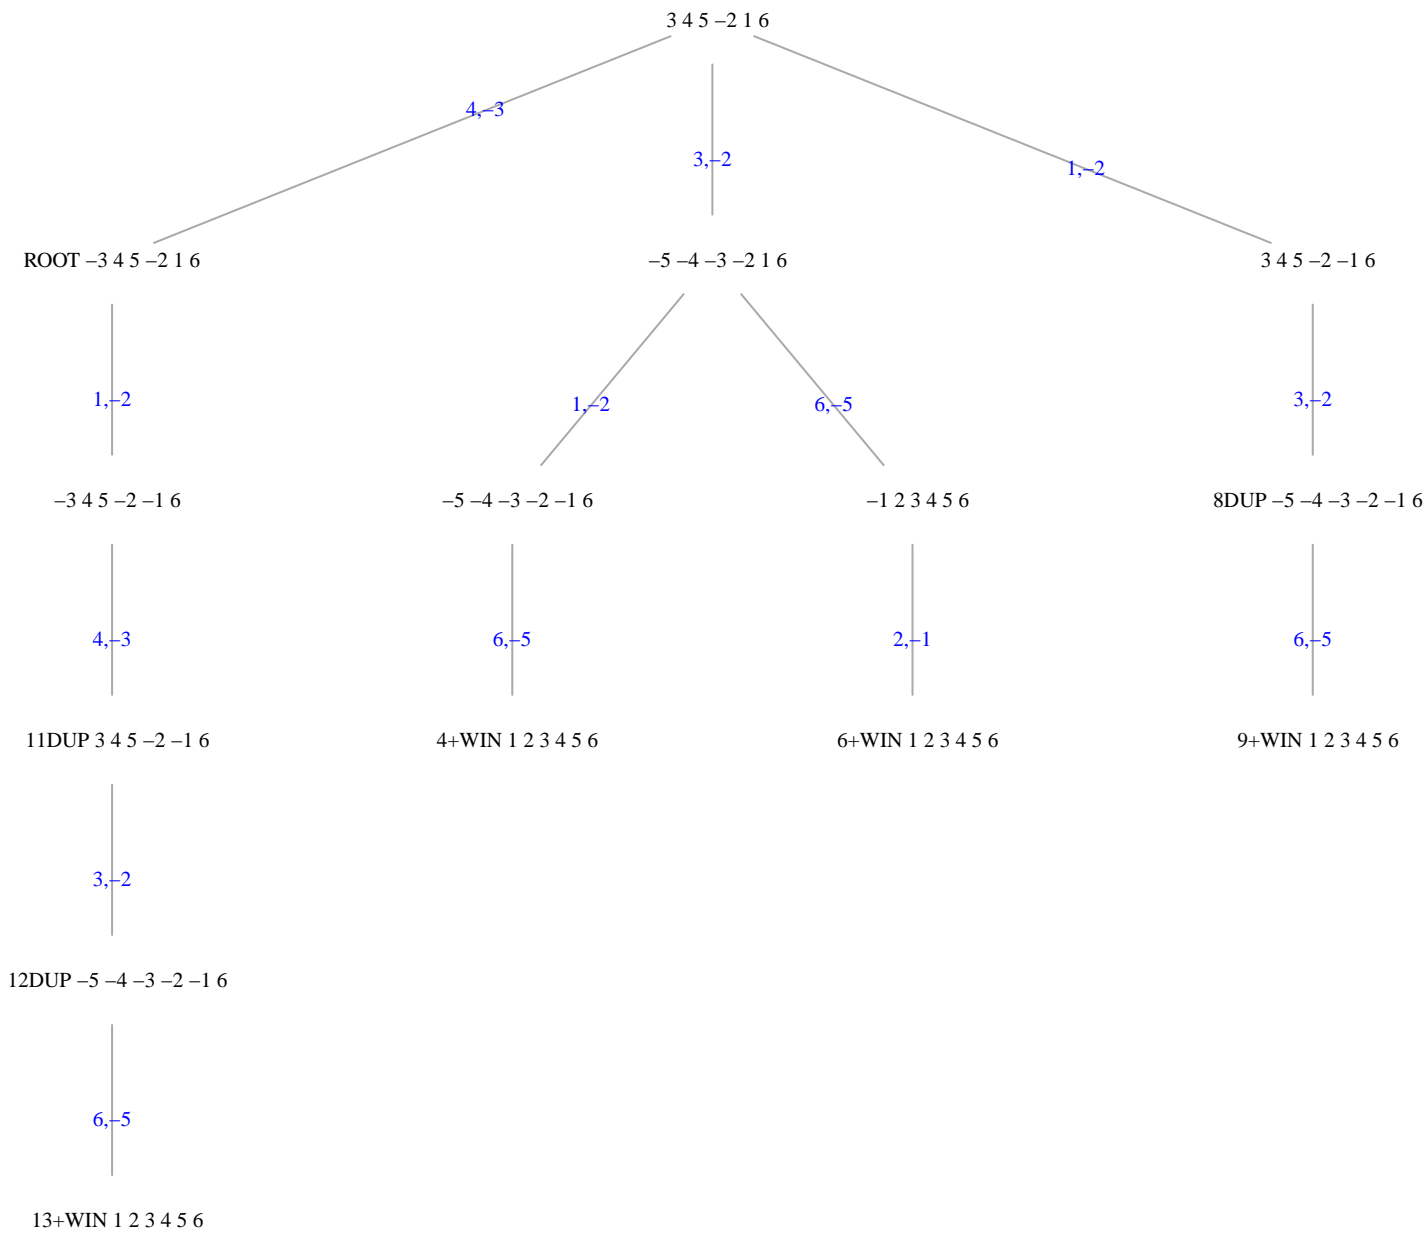 3 4 5 –2 1 6
4,–3
3,–2
1,–2
ROOT –3 4 5 –2 1 6
–5 –4 –3 –2 1 6
3 4 5 –2 –1 6
1,–2
1,–2
6,–5
3,–2
–3 4 5 –2 –1 6
–5 –4 –3 –2 –1 6
–1 2 3 4 5 6
8DUP –5 –4 –3 –2 –1 6
4,–3
6,–5
2,–1
6,–5
11DUP 3 4 5 –2 –1 6
4+WIN 1 2 3 4 5 6
6+WIN 1 2 3 4 5 6
9+WIN 1 2 3 4 5 6
3,–2
12DUP –5 –4 –3 –2 –1 6
6,–5
13+WIN 1 2 3 4 5 6